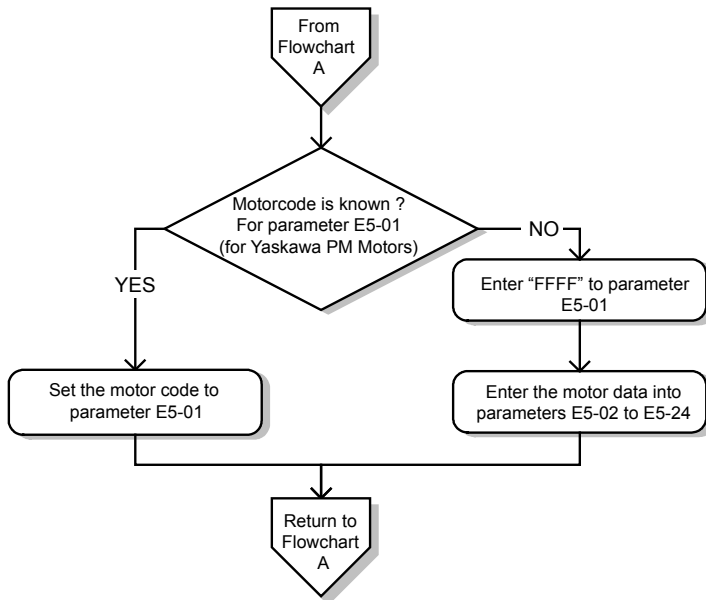 From
Flowchart
A
Motorcode is known ?
For parameter E5-01
(for Yaskawa PM Motors)
NO
YES
Enter “FFFF” to parameter
E5-01
Set the motor code to
parameter E5-01
Enter the motor data into
parameters E5-02 to E5-24
Return to
Flowchart
A